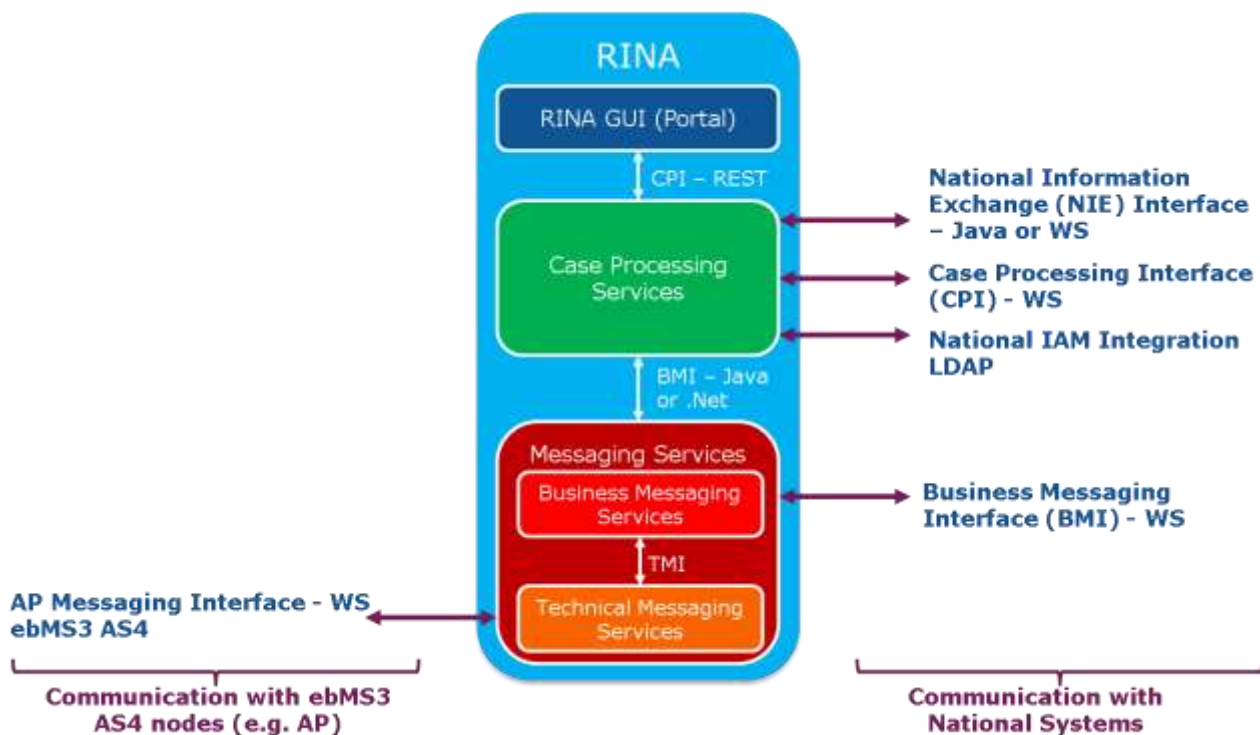 RINA
RINA GUI (Portal)
CPI – REST
Case Processing
Services
BMI – Java
or .Net
Messaging Services
Business Messaging
Services
TMI
Technical Messaging
Services
National Information
Exchange (NIE) Interface
– Java or WS
Case Processing Interface
(CPI) - WS
National IAM Integration
LDAP
Business Messaging
Interface (BMI) - WS
AP Messaging Interface - WS
ebMS3 AS4
Communication with ebMS3
AS4 nodes (e.g. AP)
Communication with
National Systems